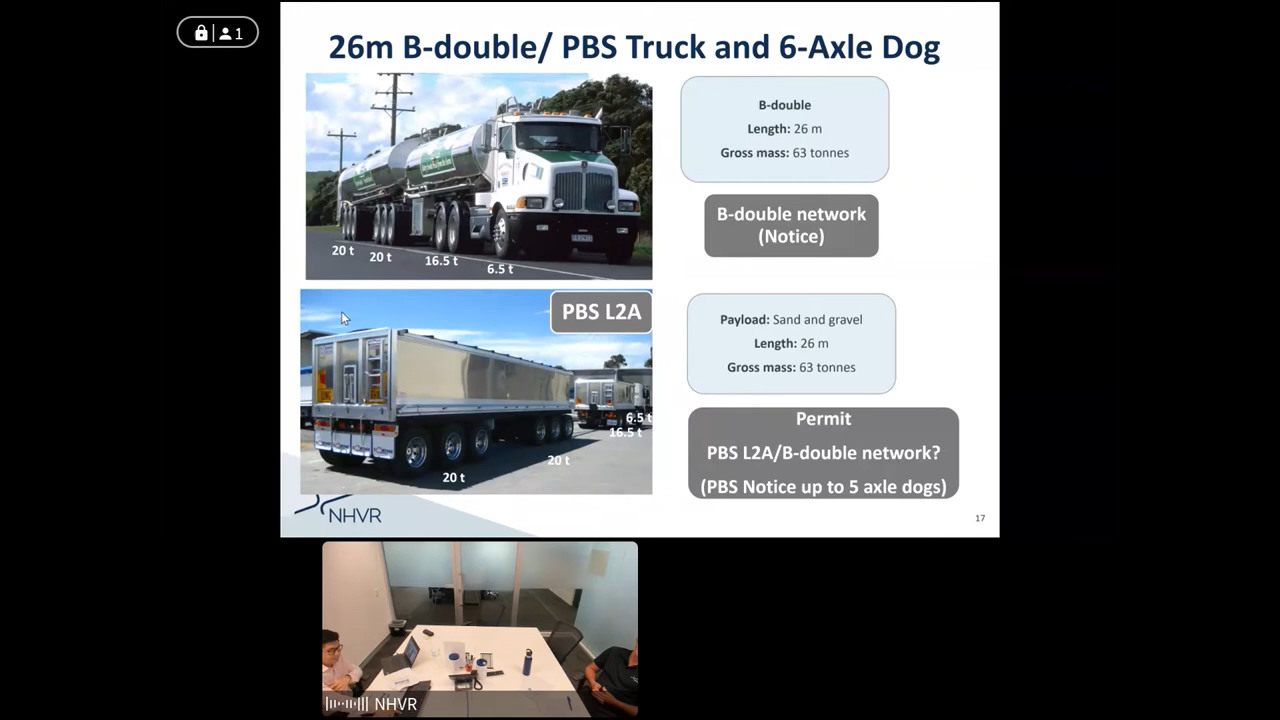 1
26m B-double/ PBS Truck and 6-Axle Dog
20 t
20 t
16.5 t
6.5 t
B-double
Length: 26 m
Gross mass: 63 tonnes
B-double network
(Notice)
PBS L2A
6.5 t
16.5 t
20 t
20 t
Payload: Sand and gravel
Length: 26 m
Gross mass: 63 tonnes
Permit
PBS L2A/B-double network?
(PBS Notice up to 5 axle dogs)
NHVR
17
NHVR